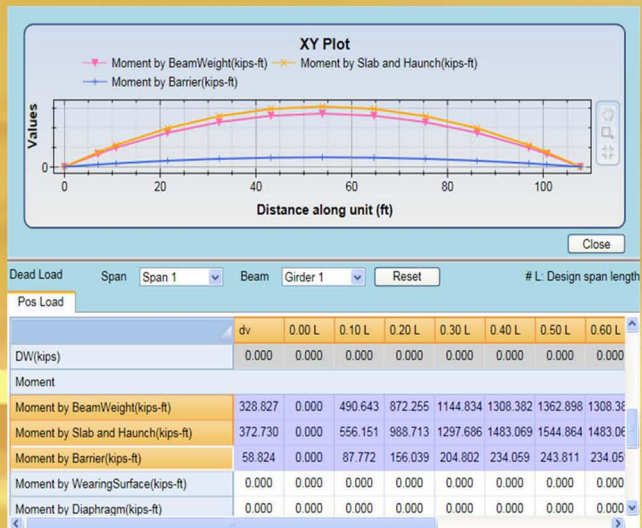 XY Plot
Moment by BeamWeight(kips-ft) Moment by Slab and Haunch(kips-ft)
Moment by Barrier(kips-ft)
Values
0
0 20 40 60 80 100
Distance along unit (ft)
Close
Dead Load Span Span 1 Beam Girder 1 Reset # L: Design span length
Pos Load
dv 0.00 L 0.10 L 0.20 L 0.30 L 0.40 L 0.50 L 0.60 L
DW(kips) 0.000 0.000 0.000 0.000 0.000 0.000 0.000 0.000
Moment
Moment by BeamWeight(kips-ft) 328.827 0.000 490.643 872.255 1144.834 1308.382 1362.898 1308.38
Moment by Slab and Haunch(kips-ft) 372.730 0.000 556.151 988.713 1297.686 1483.069 1544.864 1483.06
Moment by Barrier(kips-ft) 58.824 0.000 87.772 156.039 204.802 234.059 243.811 234.05
Moment by WearingSurface(kips-ft) 0.000 0.000 0.000 0.000 0.000 0.000 0.000 0.000
Moment by Diaphragm(kips-ft) 0.000 0.000 0.000 0.000 0.000 0.000 0.000 0.000